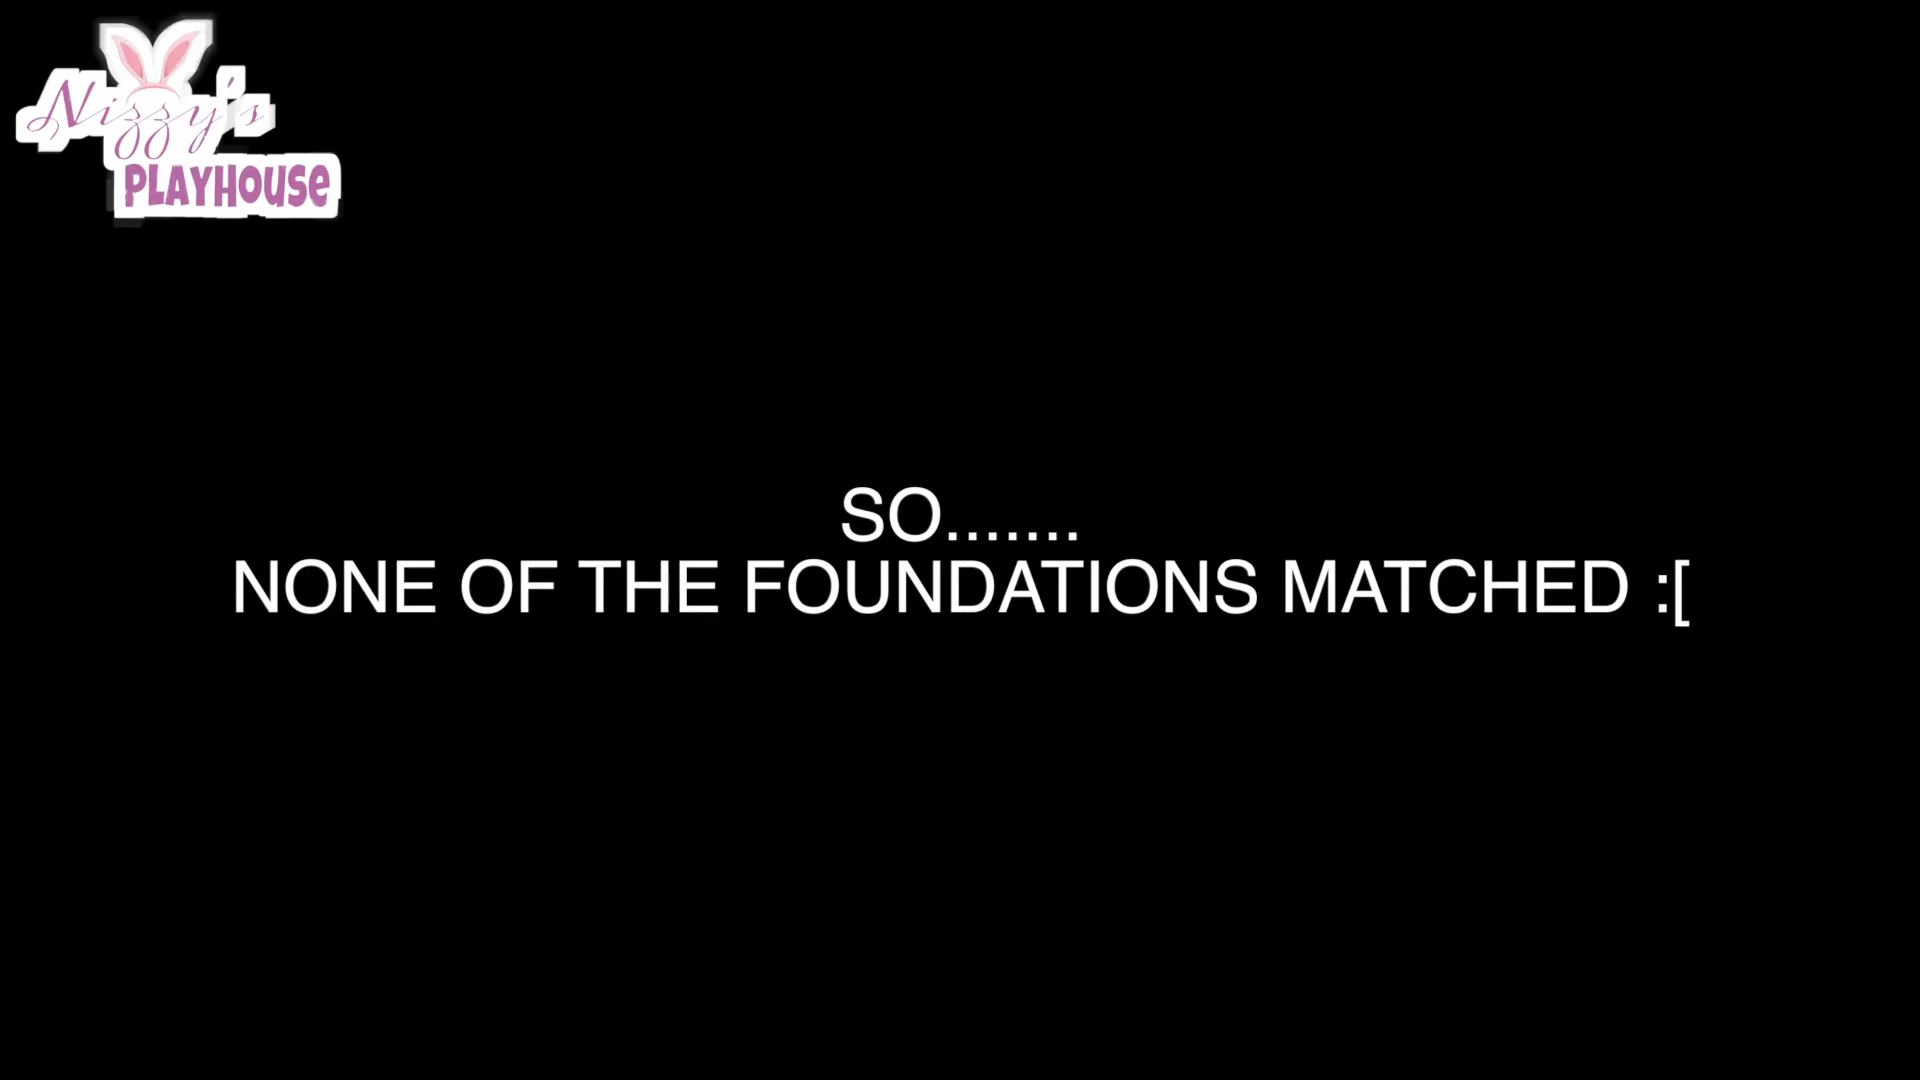 Nizzy's
PLAYHOUSE
SO.......
NONE OF THE FOUNDATIONS MATCHED :[